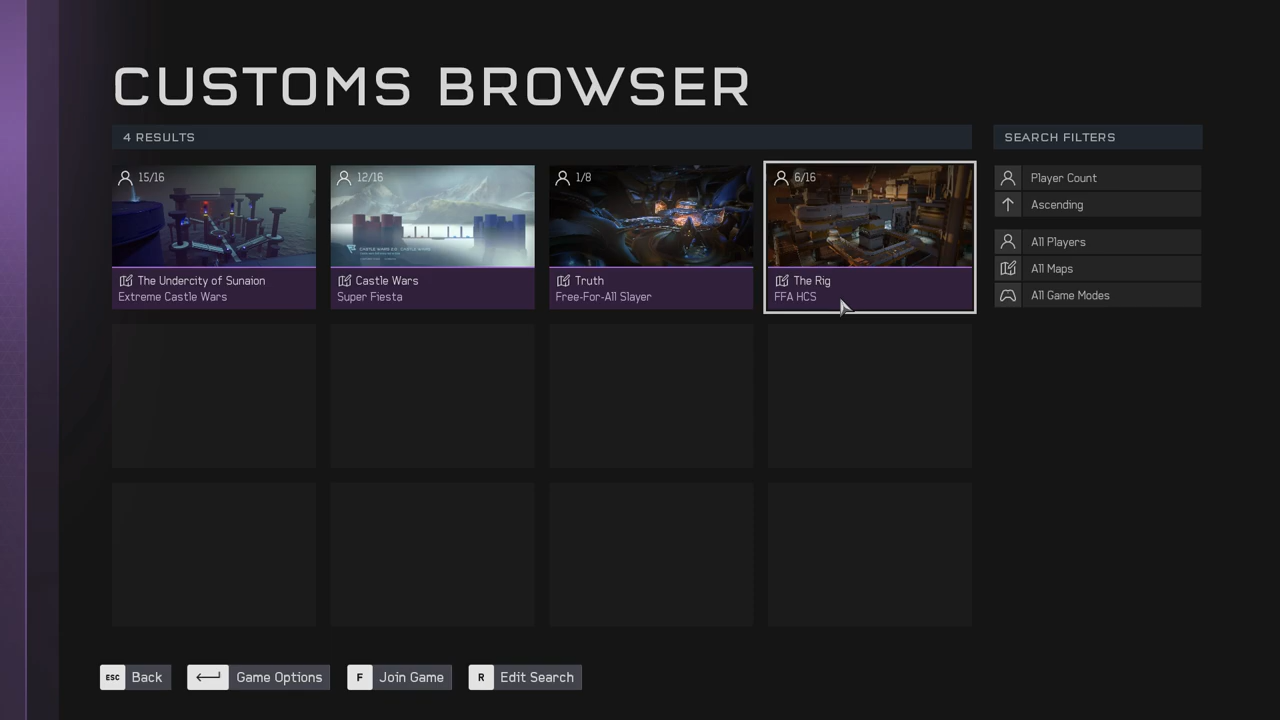 CUSTOMS BROWSER
4 RESULTS
SEARCH FILTERS
15/16
12/16
1/8
6/16
The Undercity of Sunaion
Extreme Castle Wars
Castle Wars
Super Fiesta
Truth
Free-For-All Slayer
The Rig
FFA HCS
Player Count
Ascending
All Players
All Maps
All Game Modes
ESC Back
Game Options
F Join Game
R Edit Search